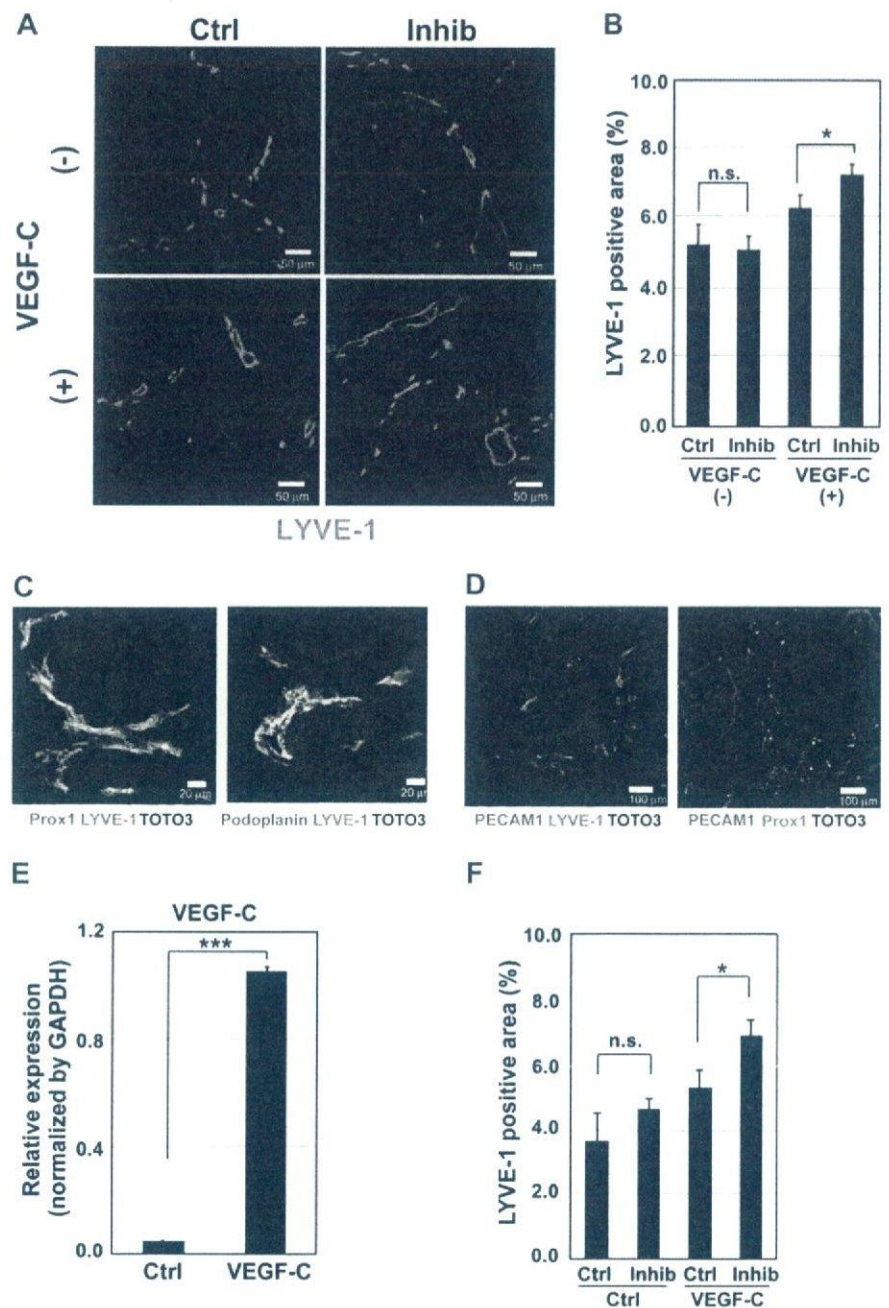 A
Ctrl
Inhib
VEGF-C
(-)
(+)
50 µm
50 µm
50 µm
50 µm
LYVE-1
B
LYVE-1 positive area (%)
10.0
8.0
6.0
4.0
2.0
0.0
n.s.
*
Ctrl Inhib Ctrl Inhib
VEGF-C VEGF-C
(-) (+)
C
20 µm
20 µm
Prox1 LYVE-1 TOTO3
Podoplanin LYVE-1 TOTO3
D
100 µm
100 µm
PECAM1 LYVE-1 TOTO3
PECAM1 Prox1 TOTO3
E
VEGF-C
Relative expression
(normalized by GAPDH)
1.2
0.8
0.4
0.0
***
Ctrl VEGF-C
F
LYVE-1 positive area (%)
10.0
8.0
6.0
4.0
2.0
0.0
n.s.
*
Ctrl Inhib Ctrl Inhib
Ctrl VEGF-C